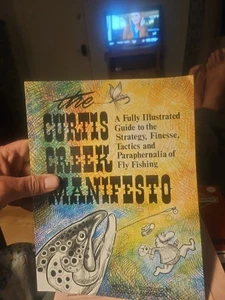 the
CURTIS
CREEK
MANIFESTO
A Fully Illustrated
Guide to the
Strategy, Finesse,
Tactics and
Paraphernalia of
Fly Fishing